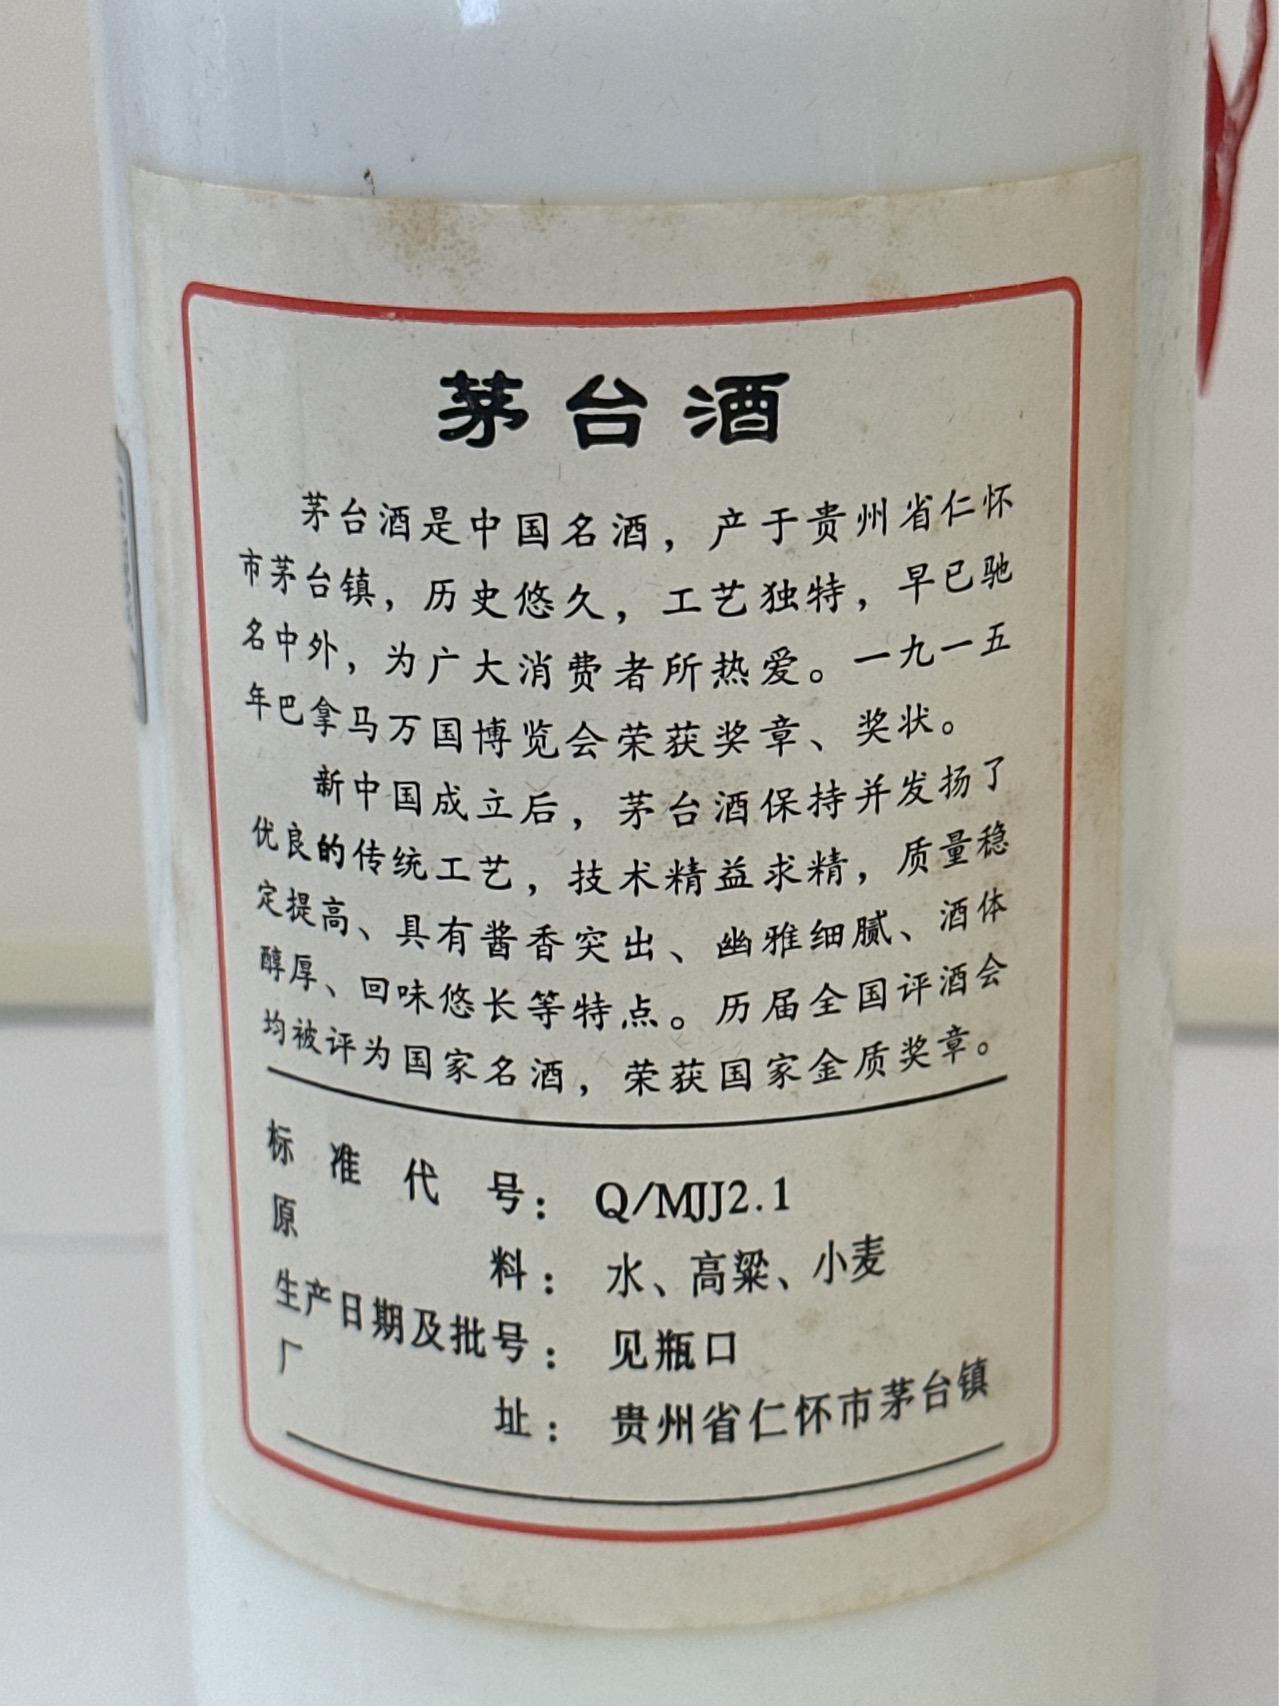 茅台酒
茅台酒是中国名酒，产于贵州省仁怀
市茅台镇，历史悠久，工艺独特，早已驰
名中外，为广大消费者所热爱。一九一五
年巴拿马万国博览会荣获奖章、奖状。
新中国成立后，茅台酒保持并发扬了
优良的传统工艺，技术精益求精，质量稳
定提高、具有酱香突出、幽雅细腻、酒体
醇厚、回味悠长等特点。历届全国评酒会
均被评为国家名酒，荣获国家金质奖章。
标准代号：Q/MJJ2.1
原料：水、高粱、小麦
生产日期及批号：见瓶口
厂址：贵州省仁怀市茅台镇